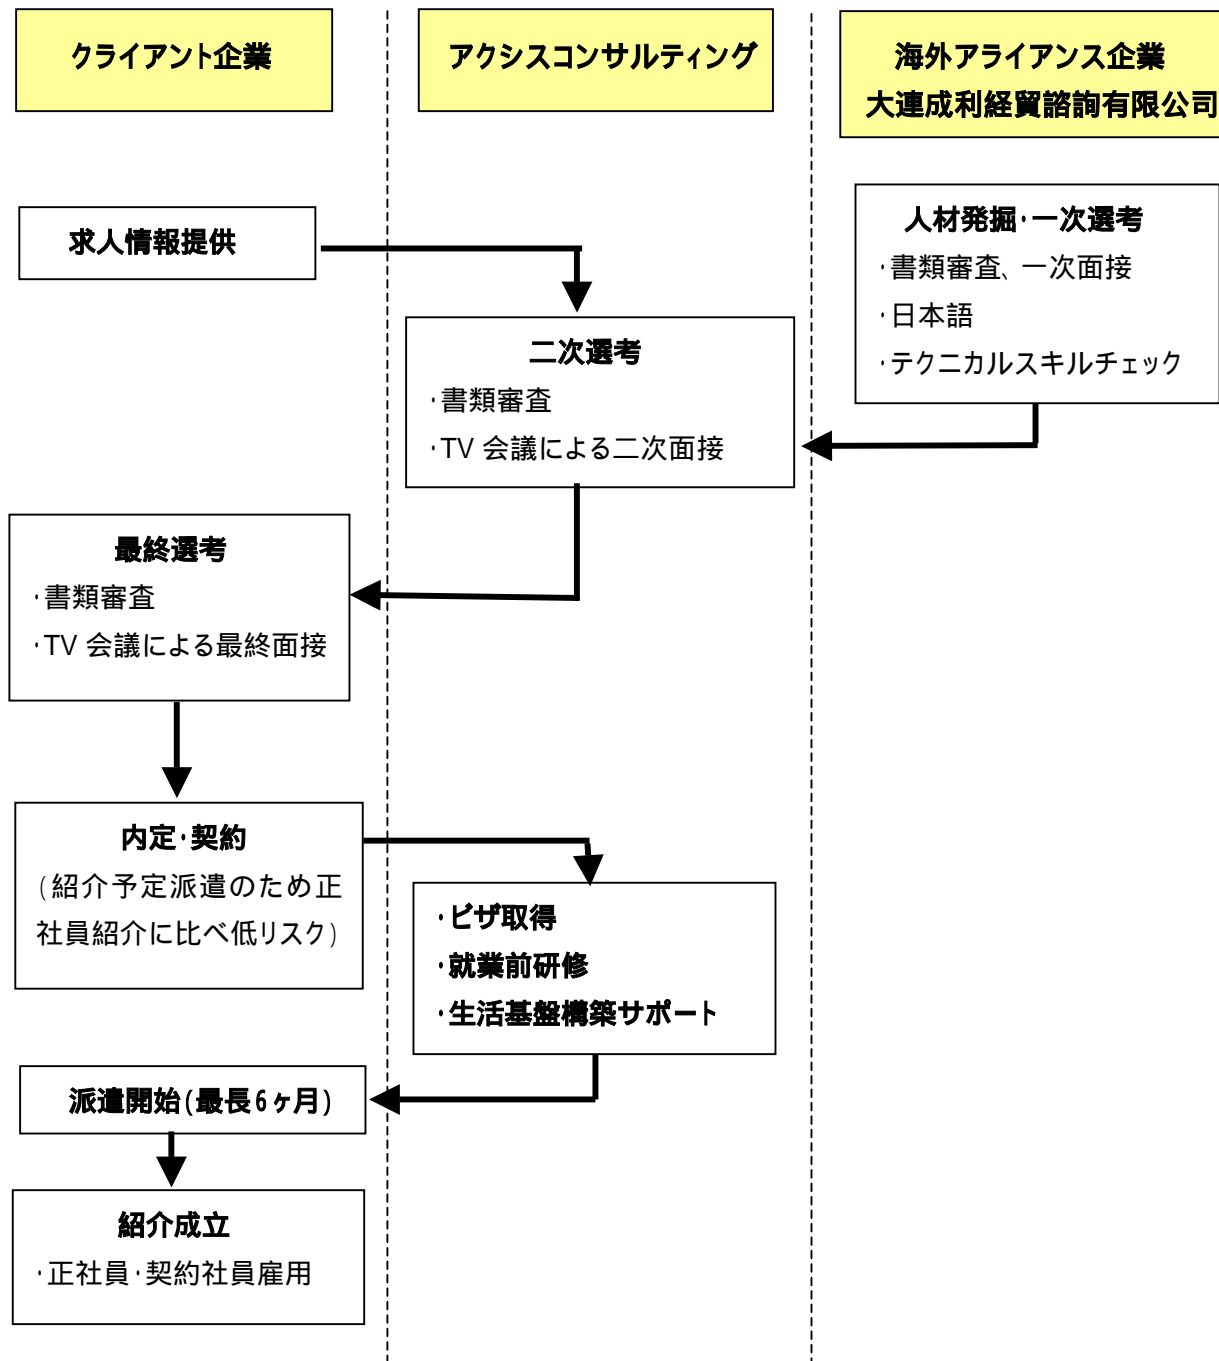 クライアント企業
アクシスコンサルティング
海外アライアンス企業
大連成利経貿諮詢有限公司
求人情報提供
人材発掘・一次選考
・書類審査、一次面接
・日本語
・テクニカルスキルチェック
二次選考
・書類審査
・TV 会議による二次面接
最終選考
・書類審査
・TV 会議による最終面接
内定・契約
(紹介予定派遣のため正
社員紹介に比べ低リスク)
・ビザ取得
・就業前研修
・生活基盤構築サポート
派遣開始(最長6ヶ月)
紹介成立
・正社員・契約社員雇用